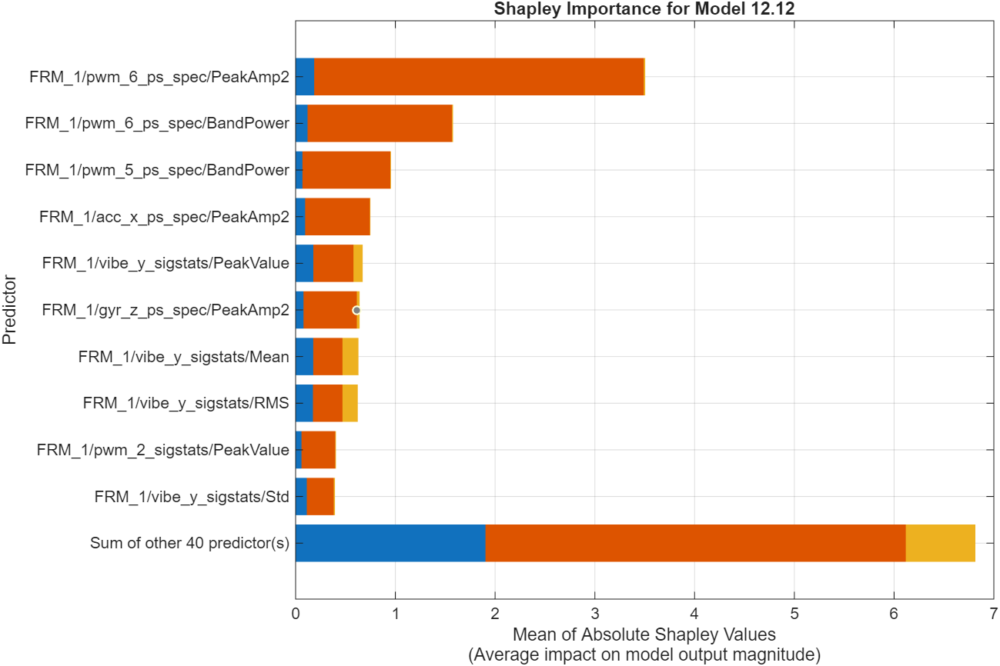 Shapley Importance for Model 12.12
FRM_1/pwm_6_ps_spec/PeakAmp2
FRM_1/pwm_6_ps_spec/BandPower
FRM_1/pwm_5_ps_spec/BandPower
FRM_1/acc_x_ps_spec/PeakAmp2
FRM_1/vibe_y_sigstats/PeakValue
FRM_1/gyr_z_ps_spec/PeakAmp2
FRM_1/vibe_y_sigstats/Mean
FRM_1/vibe_y_sigstats/RMS
FRM_1/pwm_2_sigstats/PeakValue
FRM_1/vibe_y_sigstats/Std
Sum of other 40 predictor(s)
Predictor
0 1 2 3 4 5 6 7
Mean of Absolute Shapley Values
(Average impact on model output magnitude)